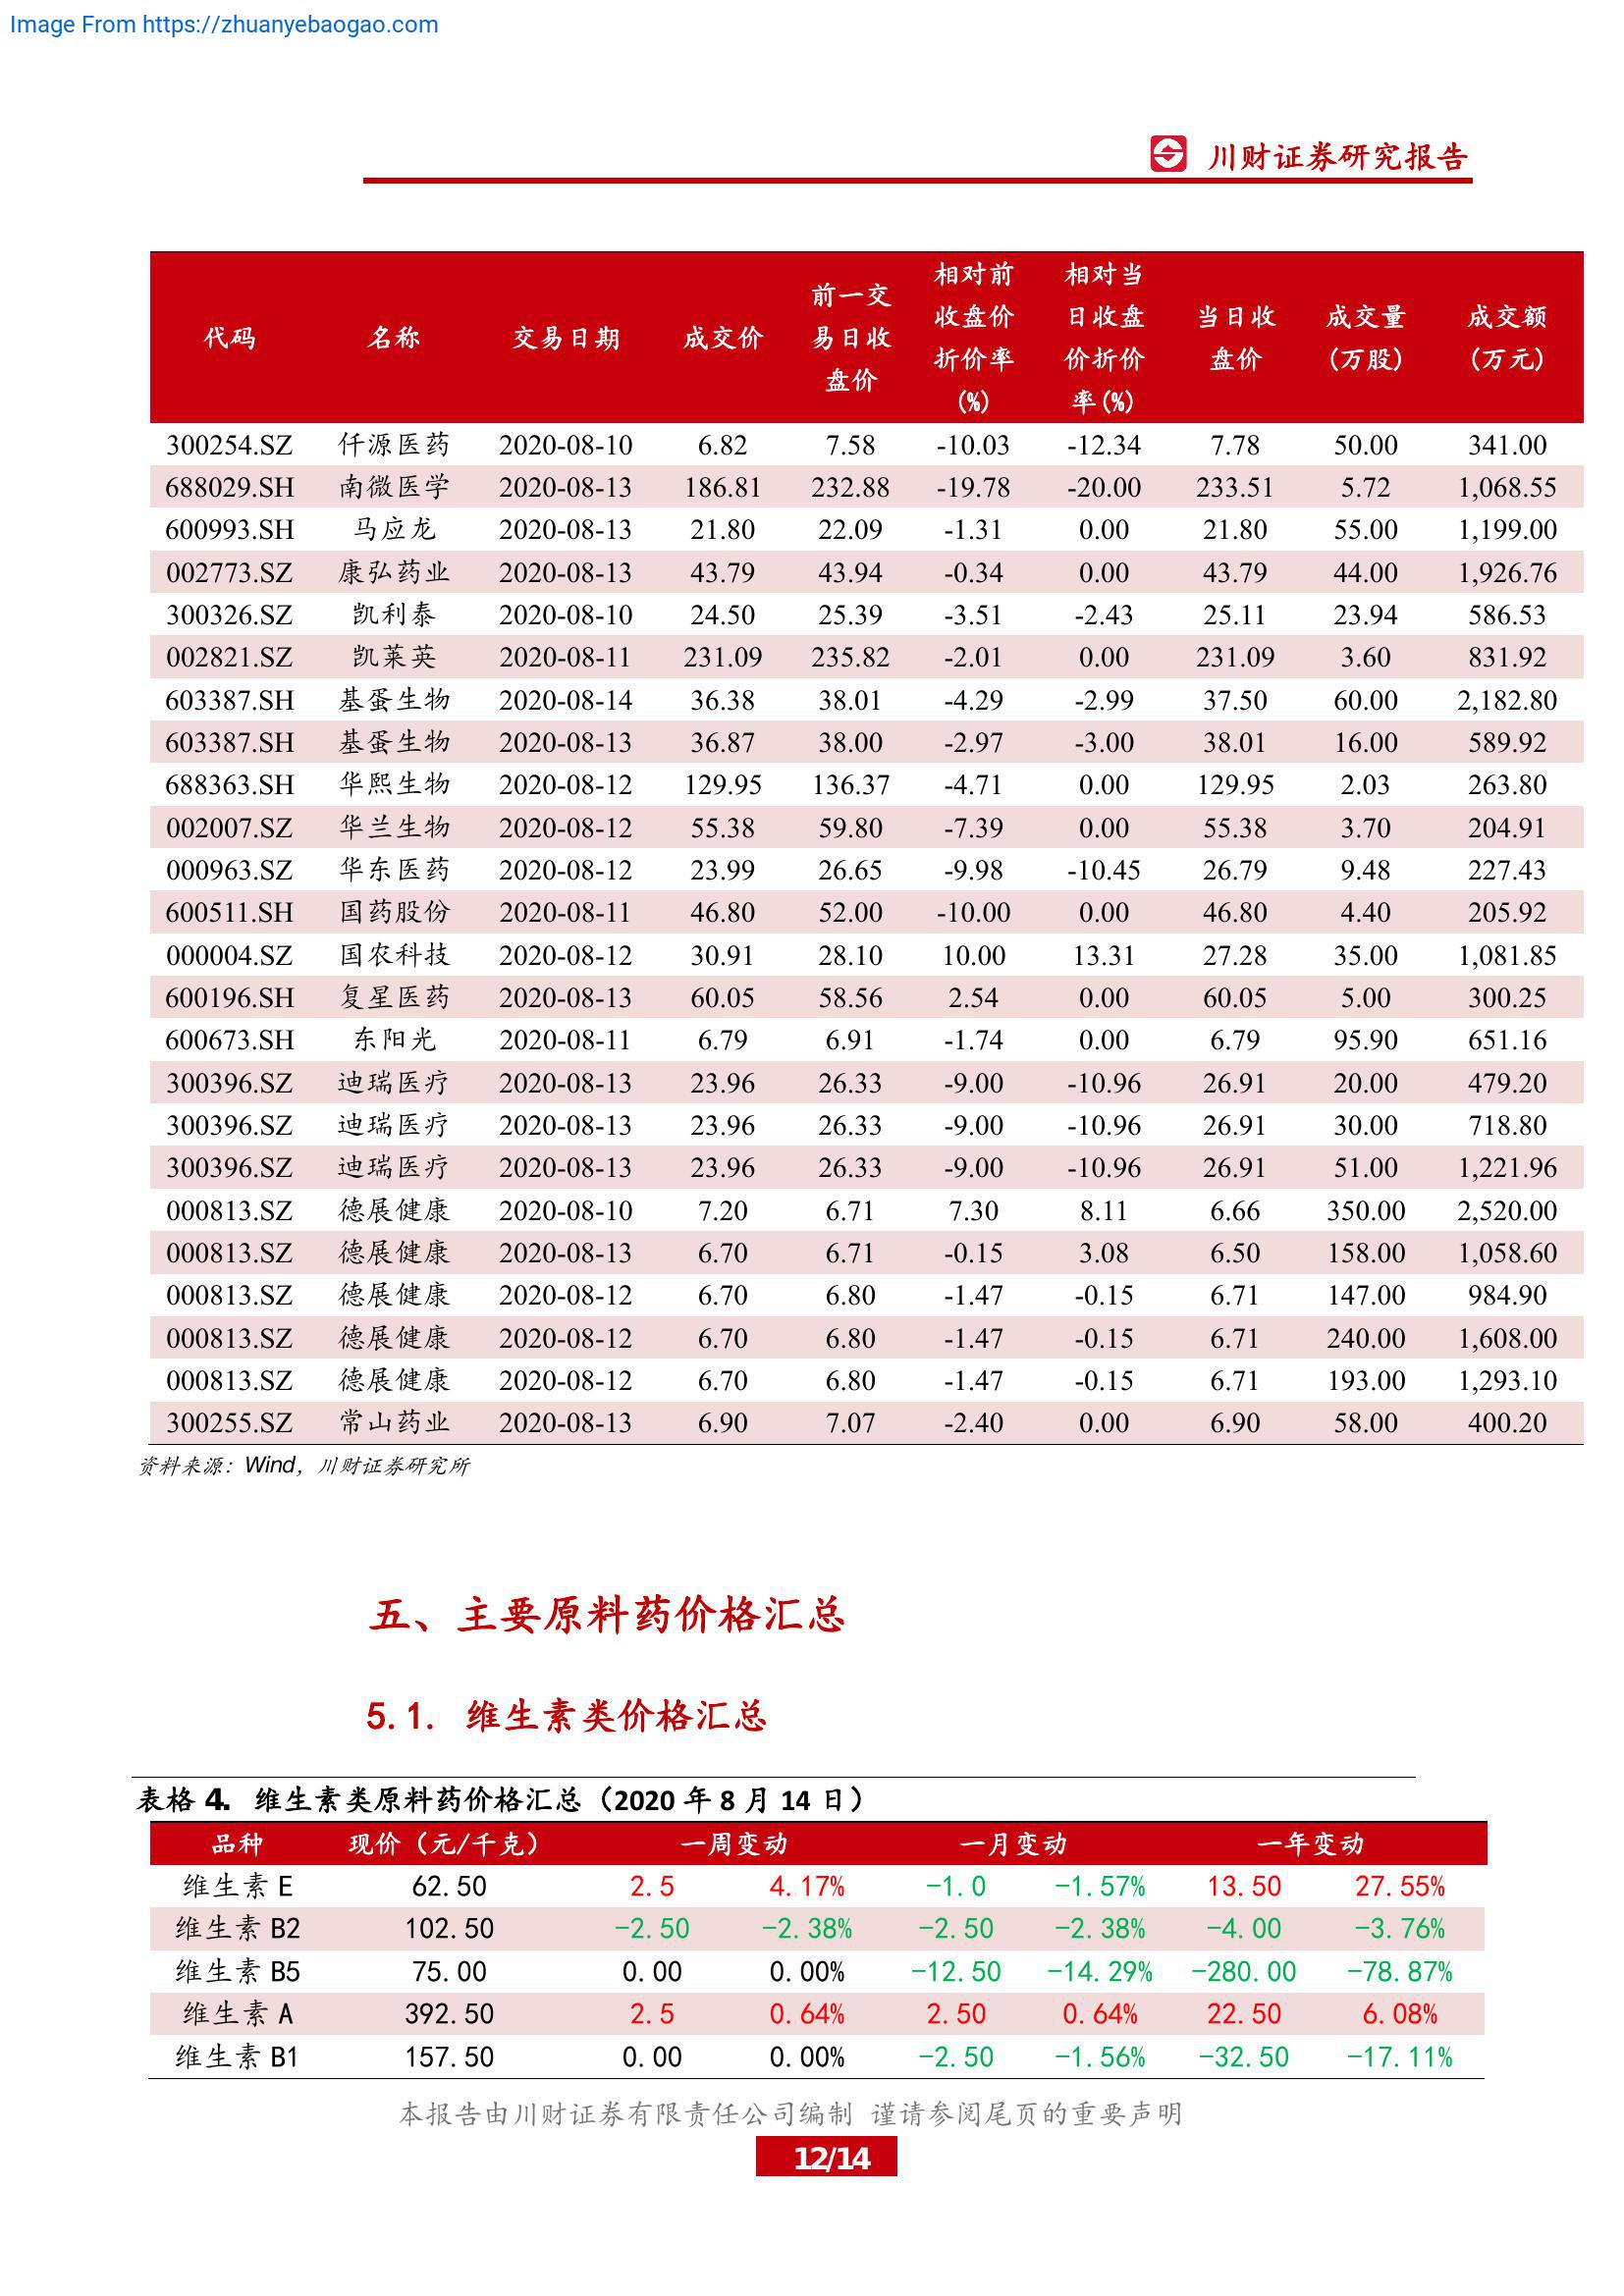 Image From https://zhuanyebaogao.com
川财证券研究报告
代码 名称 交易日期 成交价 前一交易日收盘价 相对前收盘价折价率(%) 相对当日收盘价折价率(%) 当日收盘价 成交量(万股) 成交额(万元)
300254.SZ 仟源医药 2020-08-10 6.82 7.58 -10.03 -12.34 7.78 50.00 341.00
688029.SH 南微医学 2020-08-13 186.81 232.88 -19.78 -20.00 233.51 5.72 1,068.55
600993.SH 马应龙 2020-08-13 21.80 22.09 -1.31 0.00 21.80 55.00 1,199.00
002773.SZ 康弘药业 2020-08-13 43.79 43.94 -0.34 0.00 43.79 44.00 1,926.76
300326.SZ 凯利泰 2020-08-10 24.50 25.39 -3.51 -2.43 25.11 23.94 586.53
002821.SZ 凯莱英 2020-08-11 231.09 235.82 -2.01 0.00 231.09 3.60 831.92
603387.SH 基蛋生物 2020-08-14 36.38 38.01 -4.29 -2.99 37.50 60.00 2,182.80
603387.SH 基蛋生物 2020-08-13 36.87 38.00 -2.97 -3.00 38.01 16.00 589.92
688363.SH 华熙生物 2020-08-12 129.95 136.37 -4.71 0.00 129.95 2.03 263.80
002007.SZ 华兰生物 2020-08-12 55.38 59.80 -7.39 0.00 55.38 3.70 204.91
000963.SZ 华东医药 2020-08-12 23.99 26.65 -9.98 -10.45 26.79 9.48 227.43
600511.SH 国药股份 2020-08-11 46.80 52.00 -10.00 0.00 46.80 4.40 205.92
000004.SZ 国农科技 2020-08-12 30.91 28.10 10.00 13.31 27.28 35.00 1,081.85
600196.SH 复星医药 2020-08-13 60.05 58.56 2.54 0.00 60.05 5.00 300.25
600673.SH 东阳光 2020-08-11 6.79 6.91 -1.74 0.00 6.79 95.90 651.16
300396.SZ 迪瑞医疗 2020-08-13 23.96 26.33 -9.00 -10.96 26.91 20.00 479.20
300396.SZ 迪瑞医疗 2020-08-13 23.96 26.33 -9.00 -10.96 26.91 30.00 718.80
300396.SZ 迪瑞医疗 2020-08-13 23.96 26.33 -9.00 -10.96 26.91 51.00 1,221.96
000813.SZ 德展健康 2020-08-10 7.20 6.71 7.30 8.11 6.66 350.00 2,520.00
000813.SZ 德展健康 2020-08-13 6.70 6.71 -0.15 3.08 6.50 158.00 1,058.60
000813.SZ 德展健康 2020-08-12 6.70 6.80 -1.47 -0.15 6.71 147.00 984.90
000813.SZ 德展健康 2020-08-12 6.70 6.80 -1.47 -0.15 6.71 240.00 1,608.00
000813.SZ 德展健康 2020-08-12 6.70 6.80 -1.47 -0.15 6.71 193.00 1,293.10
300255.SZ 常山药业 2020-08-13 6.90 7.07 -2.40 0.00 6.90 58.00 400.20
资料来源：Wind，川财证券研究所
五、主要原料药价格汇总
5.1. 维生素类价格汇总
表格 4. 维生素类原料药价格汇总（2020 年 8 月 14 日）
品种 现价（元/千克） 一周变动 一月变动 一年变动
维生素 E 62.50 2.5 4.17% -1.0 -1.57% 13.50 27.55%
维生素 B2 102.50 -2.50 -2.38% -2.50 -2.38% -4.00 -3.76%
维生素 B5 75.00 0.00 0.00% -12.50 -14.29% -280.00 -78.87%
维生素 A 392.50 2.5 0.64% 2.50 0.64% 22.50 6.08%
维生素 B1 157.50 0.00 0.00% -2.50 -1.56% -32.50 -17.11%
本报告由川财证券有限责任公司编制 谨请参阅尾页的重要声明
12/14